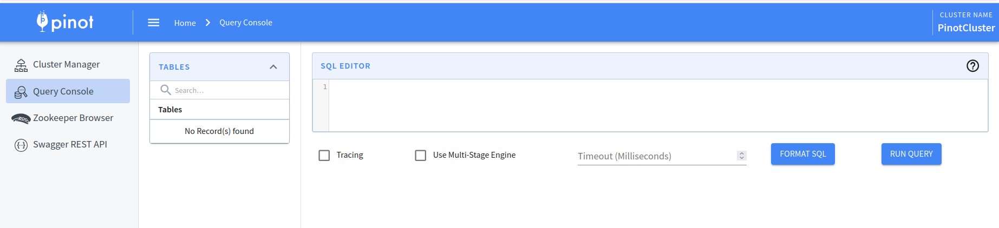 pinot
Home
Query Console
CLUSTER NAME
PinotCluster
Cluster Manager
Query Console
Zookeeper Browser
Swagger REST API
TABLES
Search...
Tables
No Record(s) found
SQL EDITOR
1
Tracing
Use Multi-Stage Engine
Timeout (Milliseconds)
FORMAT SQL
RUN QUERY